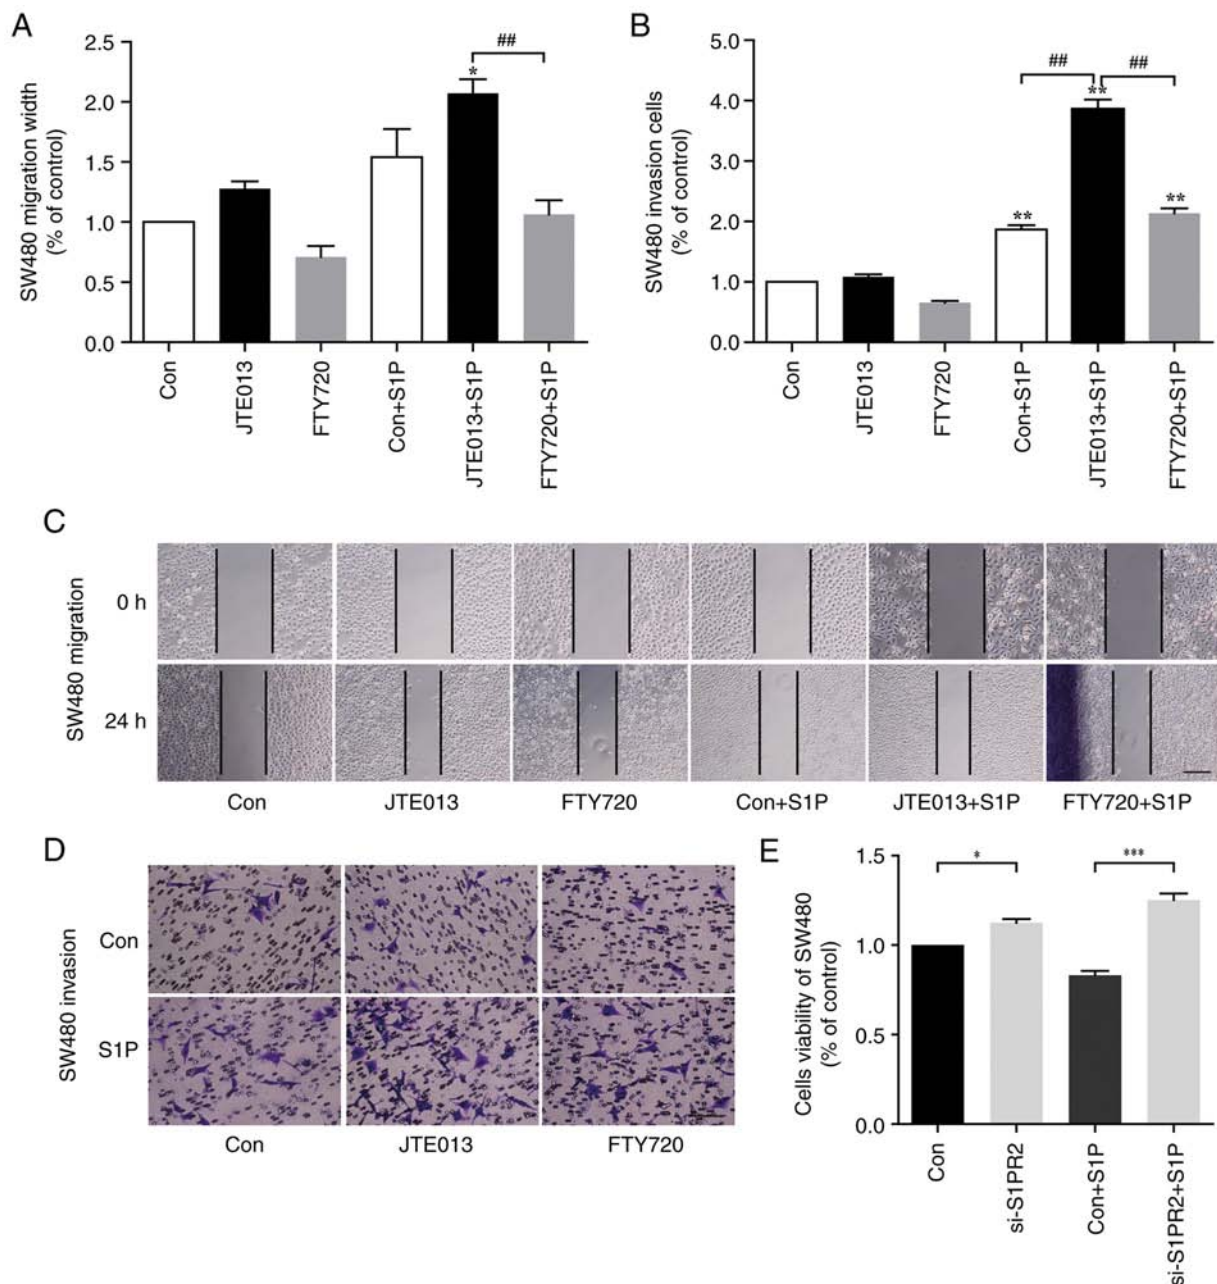 A
SW480 migration width
(% of control)
2.5
2.0
1.5
1.0
0.5
0.0
*
##
Con
JTE013
FTY720
Con+S1P
JTE013+S1P
FTY720+S1P
B
SW480 invasion cells
(% of control)
5.0
4.0
3.0
2.0
1.0
0.0
##
##
**
**
**
Con
JTE013
FTY720
Con+S1P
JTE013+S1P
FTY720+S1P
C
SW480 migration
0 h
24 h
Con
JTE013
FTY720
Con+S1P
JTE013+S1P
FTY720+S1P
D
SW480 invasion
Con
S1P
Con
JTE013
FTY720
E
Cells viability of SW480
(% of control)
1.5
1.0
0.5
0.0
*
***
Con
si-S1PR2
Con+S1P
si-S1PR2+S1P